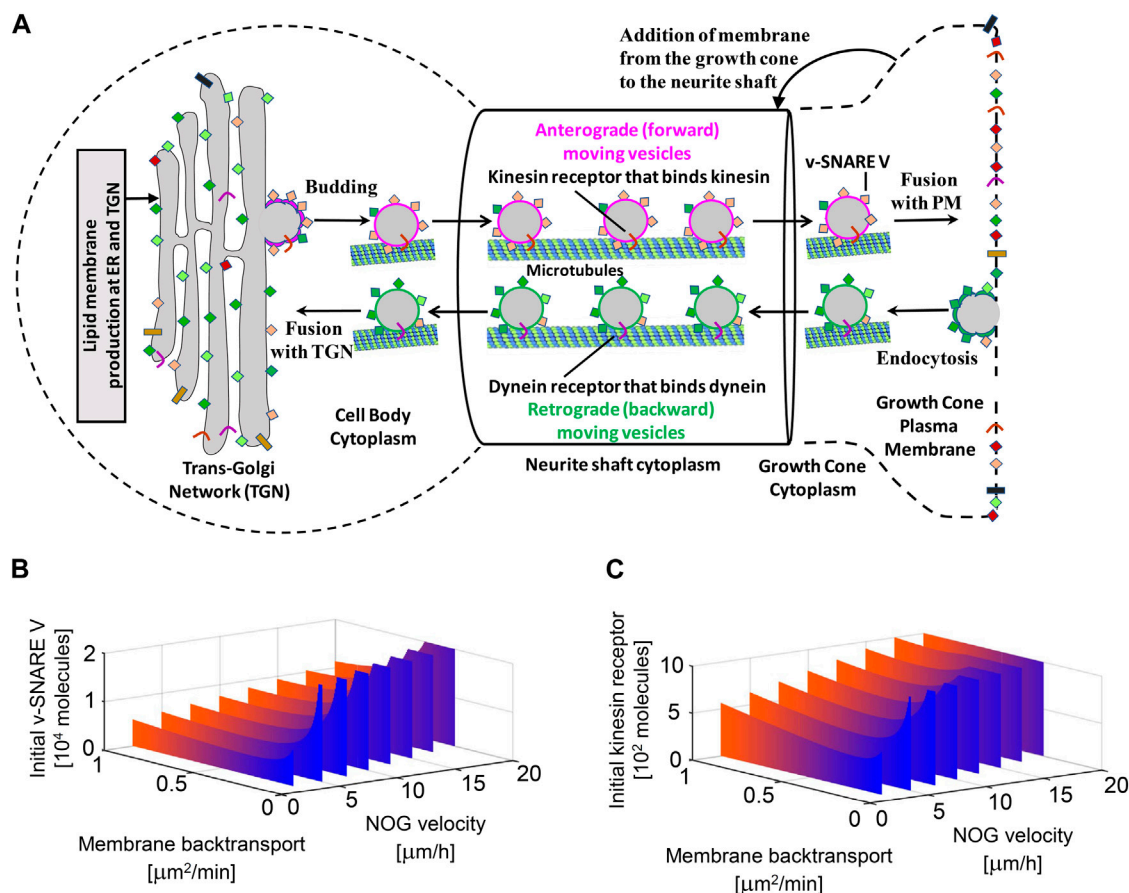 A
Addition of membrane
from the growth cone
to the neurite shaft
Lipid membrane
production at ER and TGN
Budding
Anterograde (forward)
moving vesicles
Kinesin receptor that binds kinesin
v-SNARE V
Fusion
with PM
Microtubules
Fusion
with TGN
Endocytosis
Dynein receptor that binds dynein
Retrograde (backward)
moving vesicles
Cell Body
Cytoplasm
Growth Cone
Plasma
Membrane
Trans-Golgi
Network (TGN)
Neurite shaft cytoplasm
Growth Cone
Cytoplasm
B
Initial v-SNARE V
[10⁴ molecules]
2
1
0
1
0.5
0
0
5
10
15
20
Membrane backtransport
[μm²/min]
NOG velocity
[μm/h]
C
Initial kinesin receptor
[10² molecules]
10
5
0
1
0.5
0
0
5
10
15
20
Membrane backtransport
[μm²/min]
NOG velocity
[μm/h]